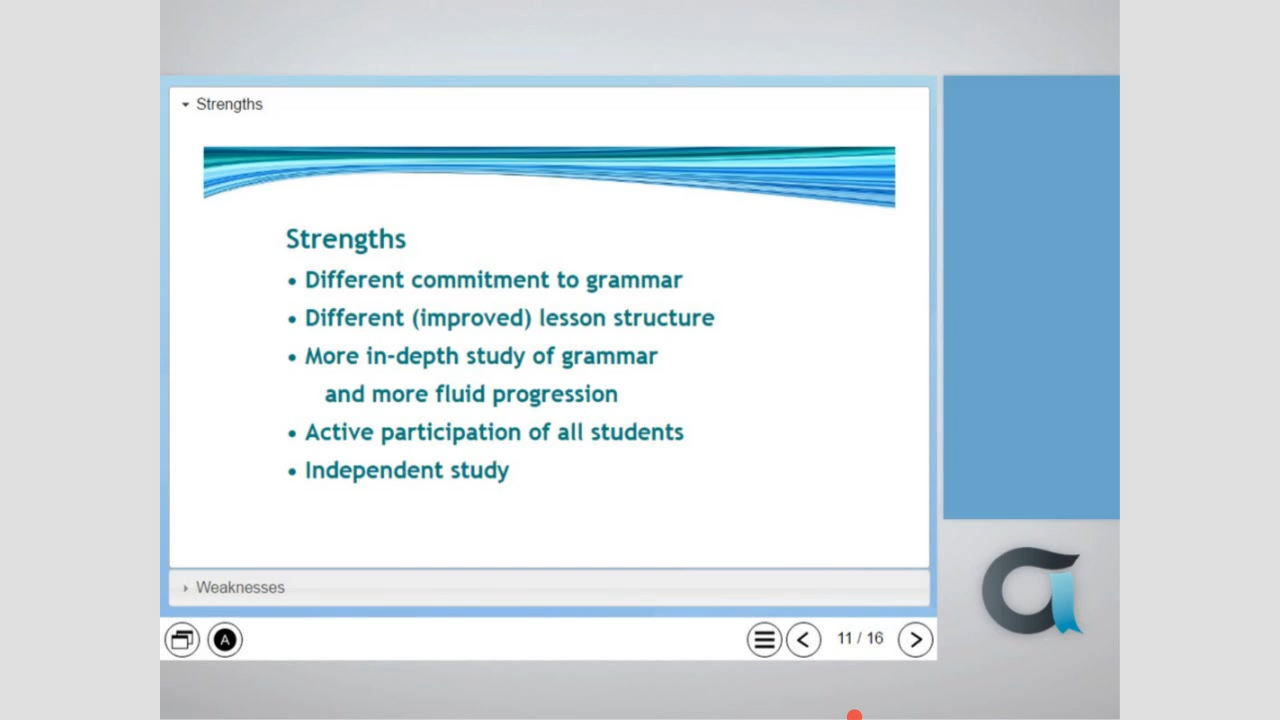 Strengths
Strengths
• Different commitment to grammar
• Different (improved) lesson structure
• More in-depth study of grammar
and more fluid progression
• Active participation of all students
• Independent study
Weaknesses
A
11 / 16